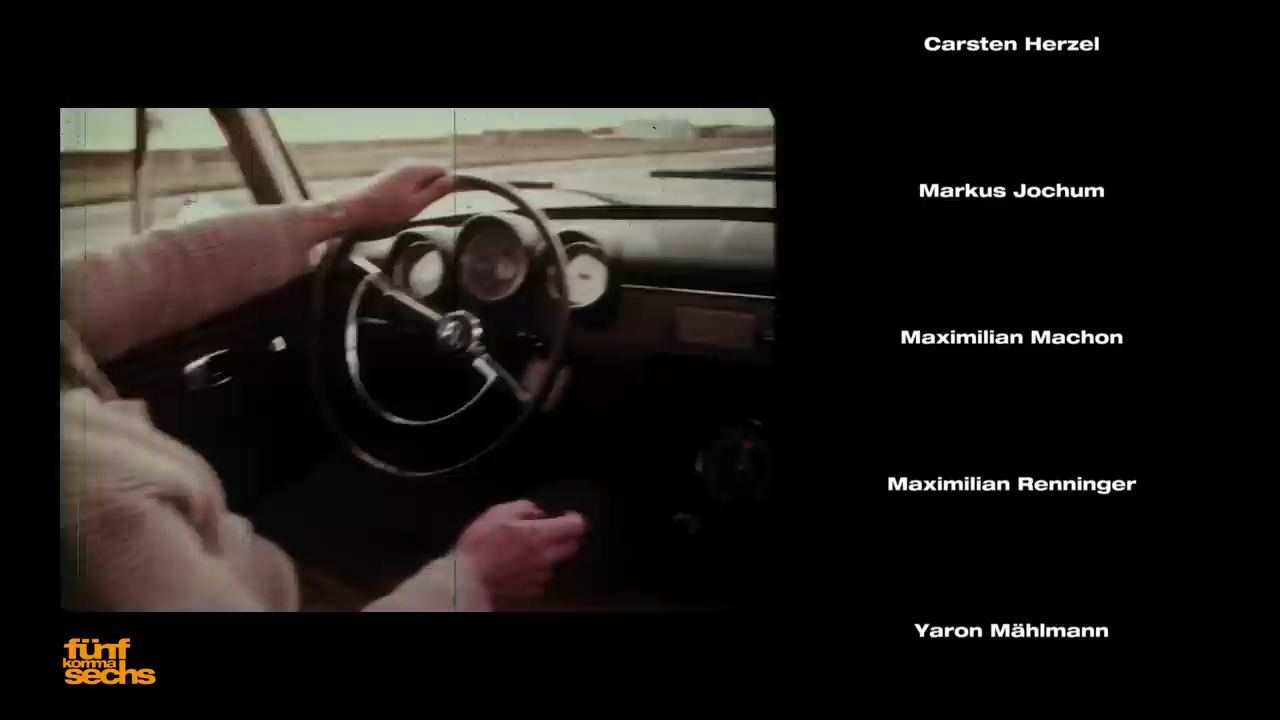 Carsten Herzel
Markus Jochum
Maximilian Machon
Maximilian Renninger
Yaron Mählmann
fünf
komma
sechs